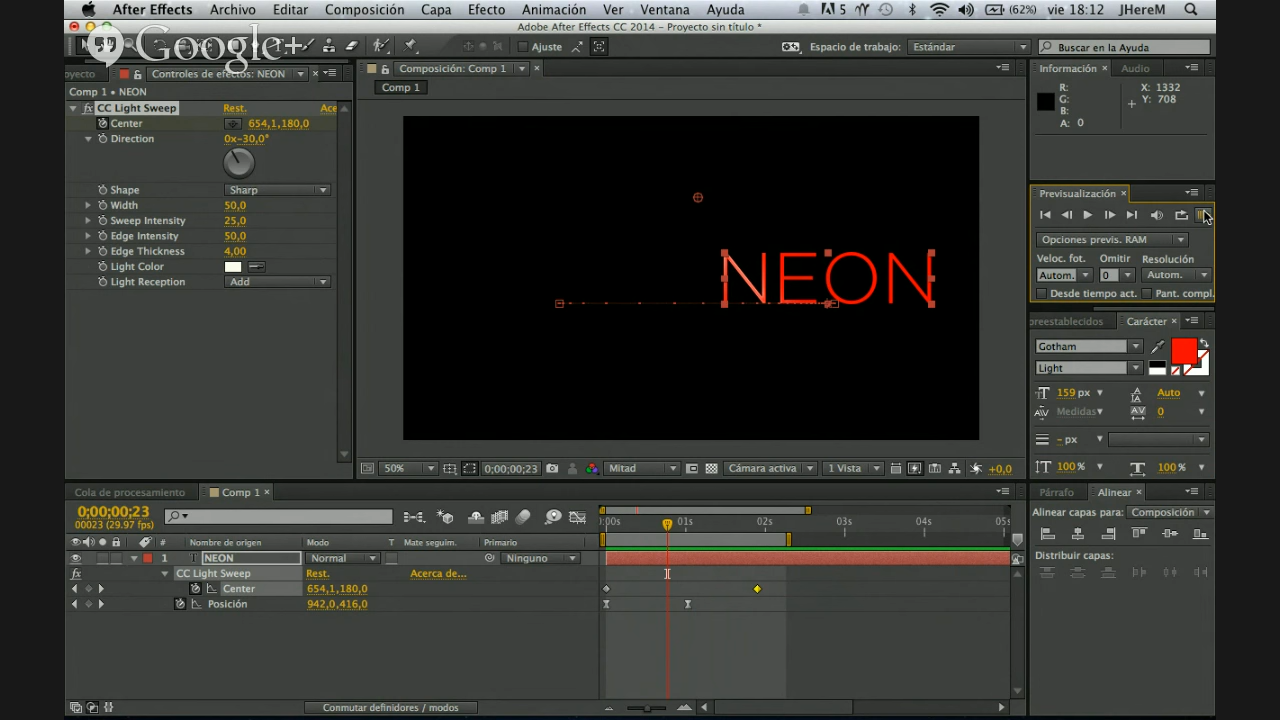 After Effects Archivo Editar Composición Capa Efecto Animación Ver Ventana Ayuda 5 (62%) vie 18:12 JHereM
Adobe After Effects CC 2014 – Proyecto sin título *
Google+
Ajuste
Espacio de trabajo: Estándar
Buscar en la Ayuda
oyecto Controles de efectos: NEON
Composición: Comp 1
Información Audio
Comp 1 • NEON
Comp 1
R:
G:
B:
A: 0
X: 1332
Y: 708
fx CC Light Sweep Rest. Ace
Center 654,1,180,0
Direction 0x-30,0°
Shape Sharp
Width 50,0
Sweep Intensity 25,0
Edge Intensity 50,0
Edge Thickness 4,00
Light Color
Light Reception Add
NEON
Previsualización
Opciones previs. RAM
Veloc. fot. Omitir Resolución
Autom. 0 Autom.
Desde tiempo act. Pant. compl.
reestablecidos Carácter
Gotham
Light
159 px Auto
Medidas 0
– px
100 % 100 %
50% 0;00;00;23 Mitad Cámara activa 1 Vista +0,0
Cola de procesamiento Comp 1
Párrafo Alinear
0;00;00;23
00023 (29.97 fps)
:00s 01s 02s 03s 04s 05s
Alinear capas para: Composición
Distribuir capas:
# Nombre de origen Modo T Mate seguim. Primario
1 T NEON Normal Ninguno
fx CC Light Sweep Rest. Acerca de...
Center 654,1,180,0
Posición 942,0,416,0
Conmutar definidores / modos